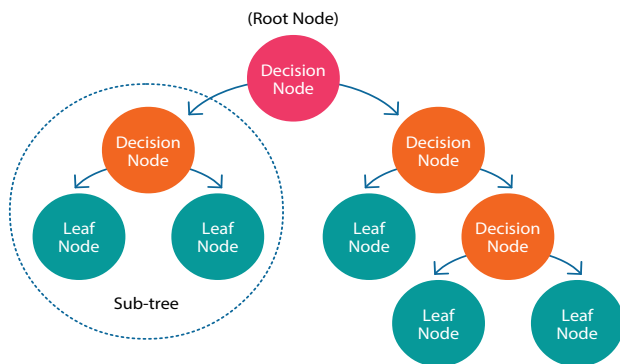 (Root Node)
Decision
Node
Decision
Node
Decision
Node
Leaf
Node
Leaf
Node
Leaf
Node
Decision
Node
Sub-tree
Leaf
Node
Leaf
Node